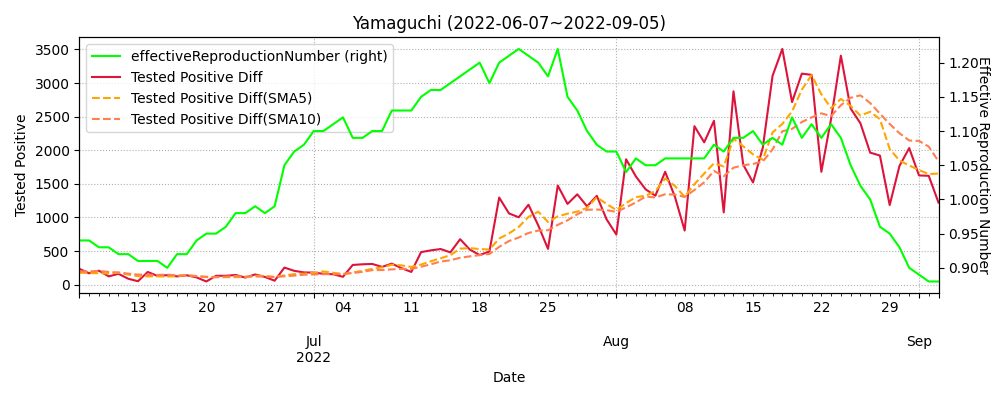 Yamaguchi (2022-06-07~2022-09-05)
effectiveReproductionNumber (right)
Tested Positive Diff
Tested Positive Diff(SMA5)
Tested Positive Diff(SMA10)
Tested Positive
3500
3000
2500
2000
1500
1000
500
0
1.20
1.15
1.10
1.05
1.00
0.95
0.90
Effective Reproduction Number
13 20 27 04 11 18 25 08 15 22 29
Jul Aug Sep
2022
Date